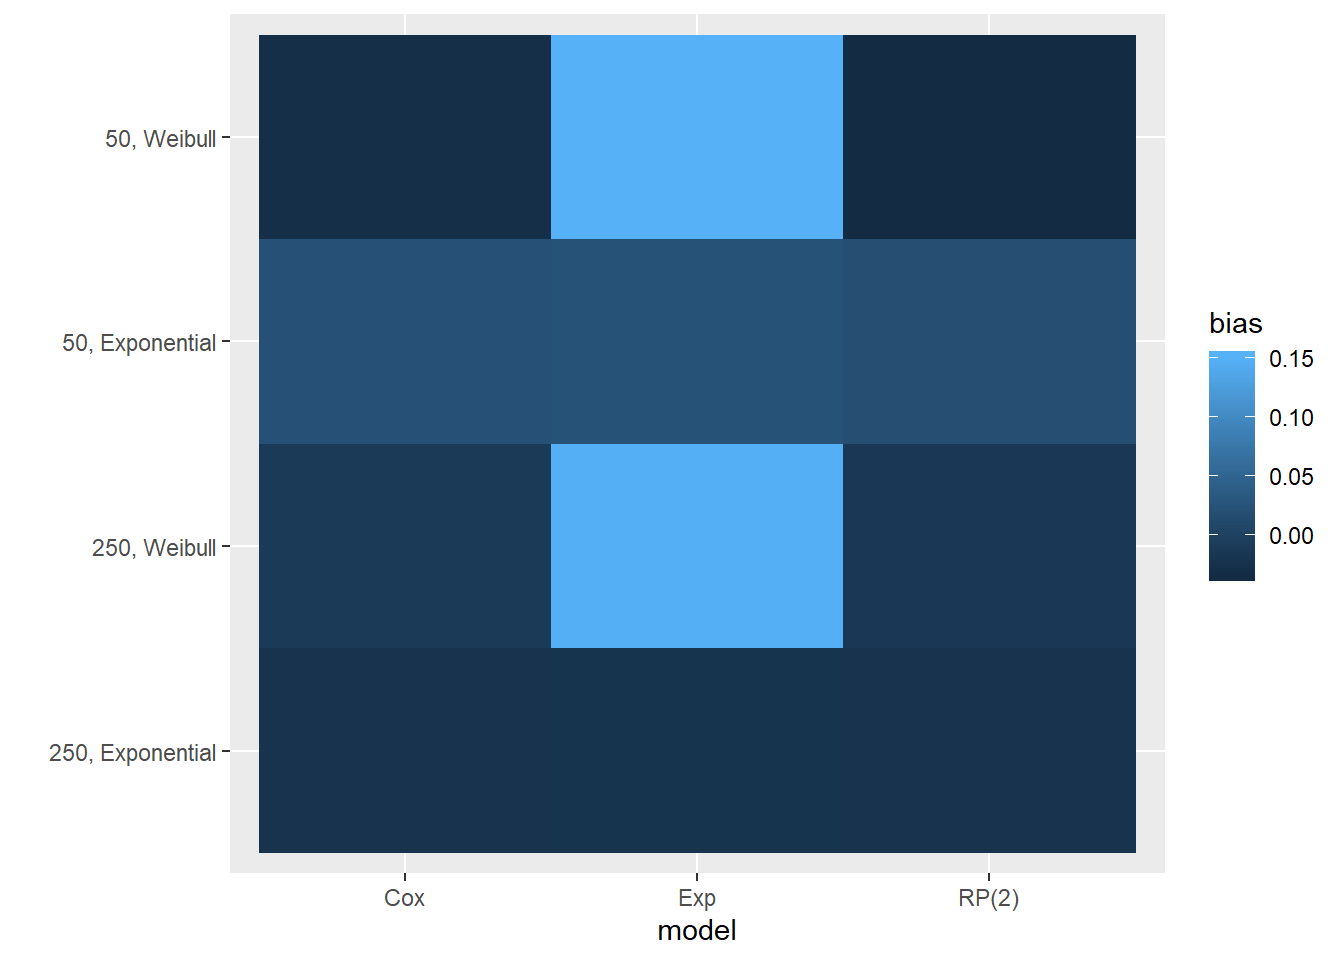 50, Weibull
50, Exponential
250, Weibull
250, Exponential
Cox
Exp
RP(2)
model
bias
0.15
0.10
0.05
0.00